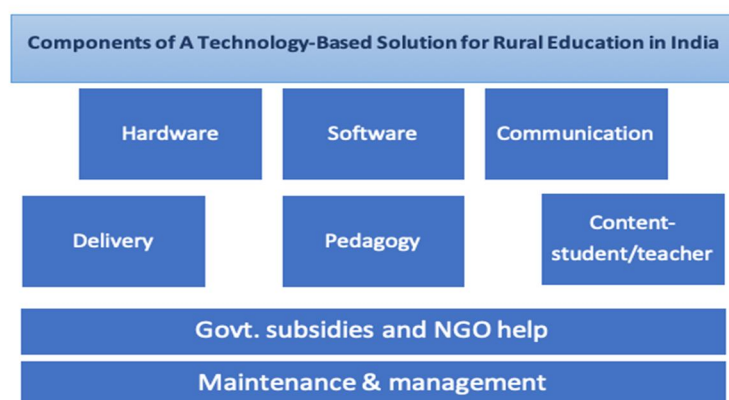 Components of A Technology-Based Solution for Rural Education in India
Hardware
Software
Communication
Delivery
Pedagogy
Content-
student/teacher
Govt. subsidies and NGO help
Maintenance & management